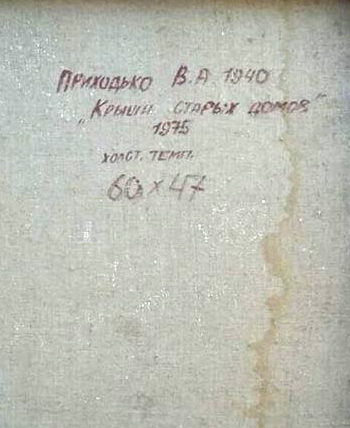 Приходько В.А 1940
"Крыши старых домов"
1975
холст. темп.
60 x 47